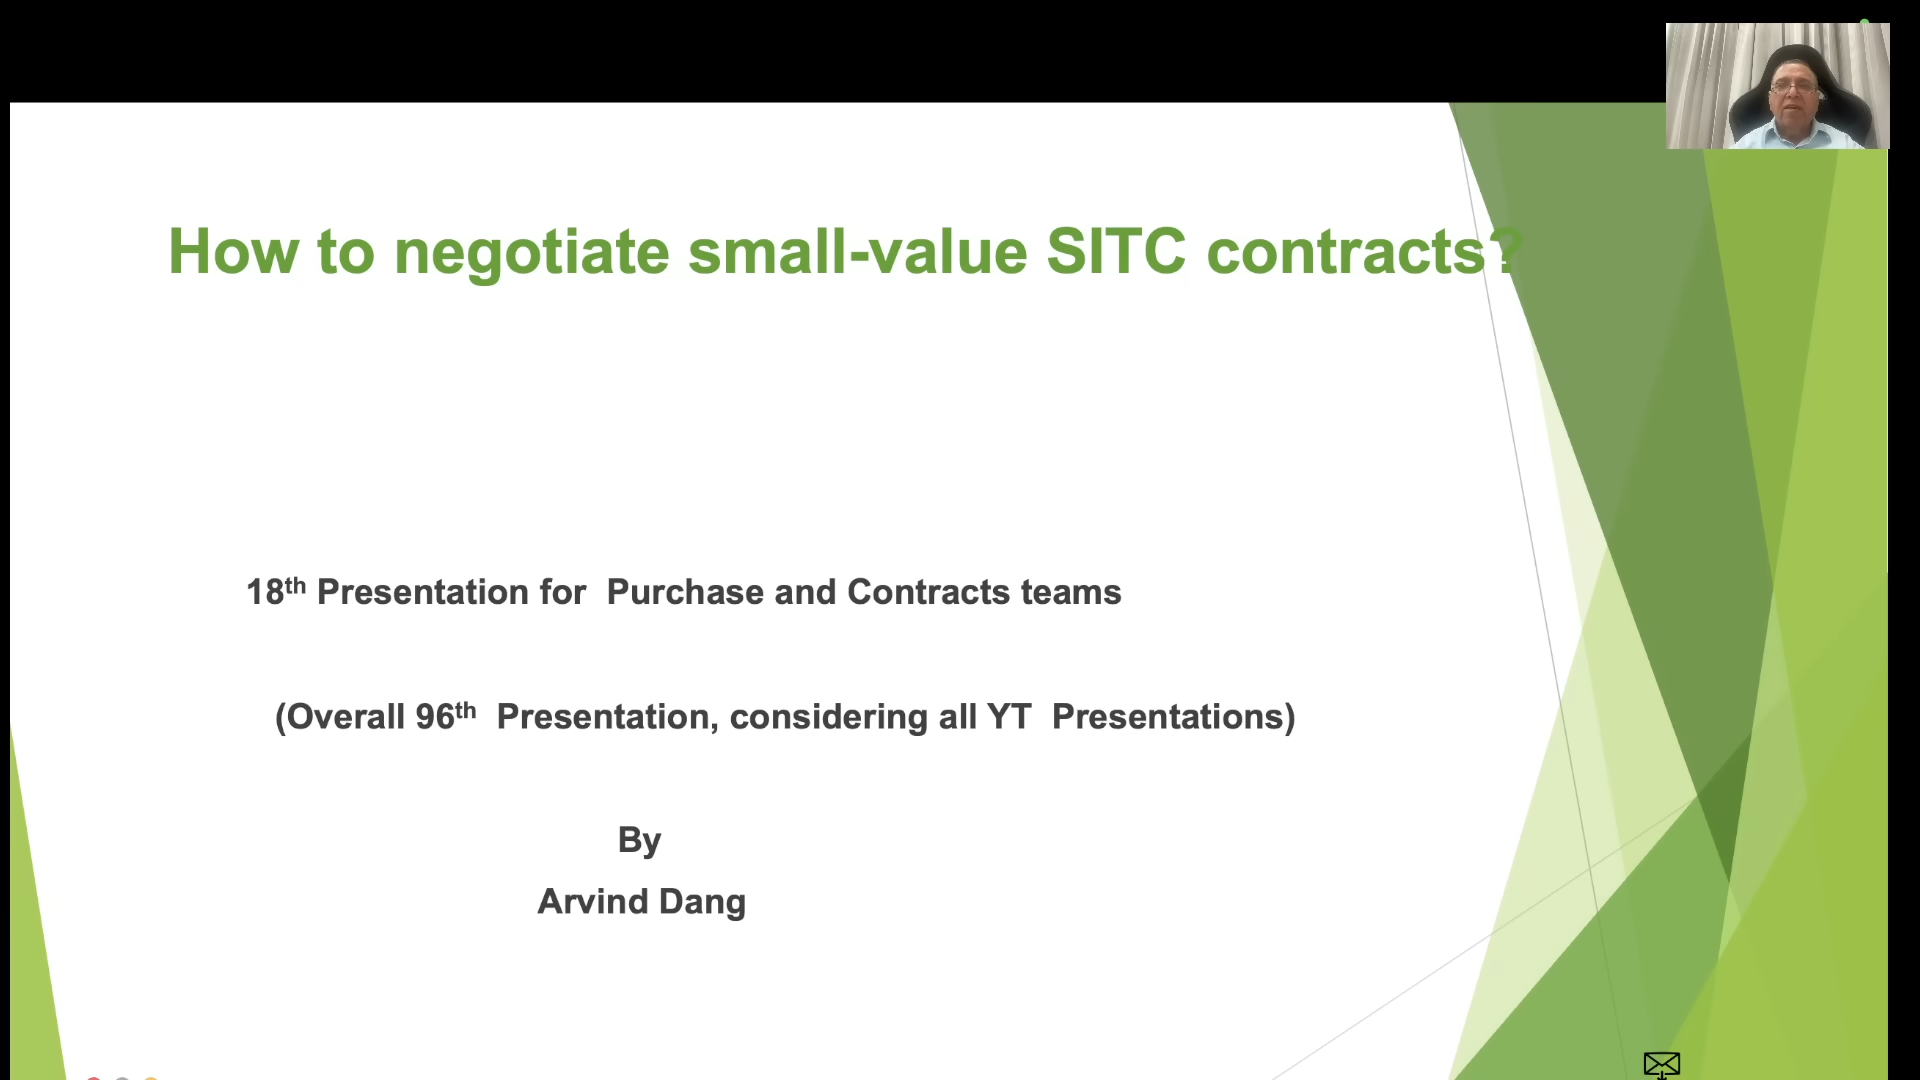 How to negotiate small-value SITC contracts?
18th Presentation for Purchase and Contracts teams
(Overall 96th Presentation, considering all YT Presentations)
By
Arvind Dang